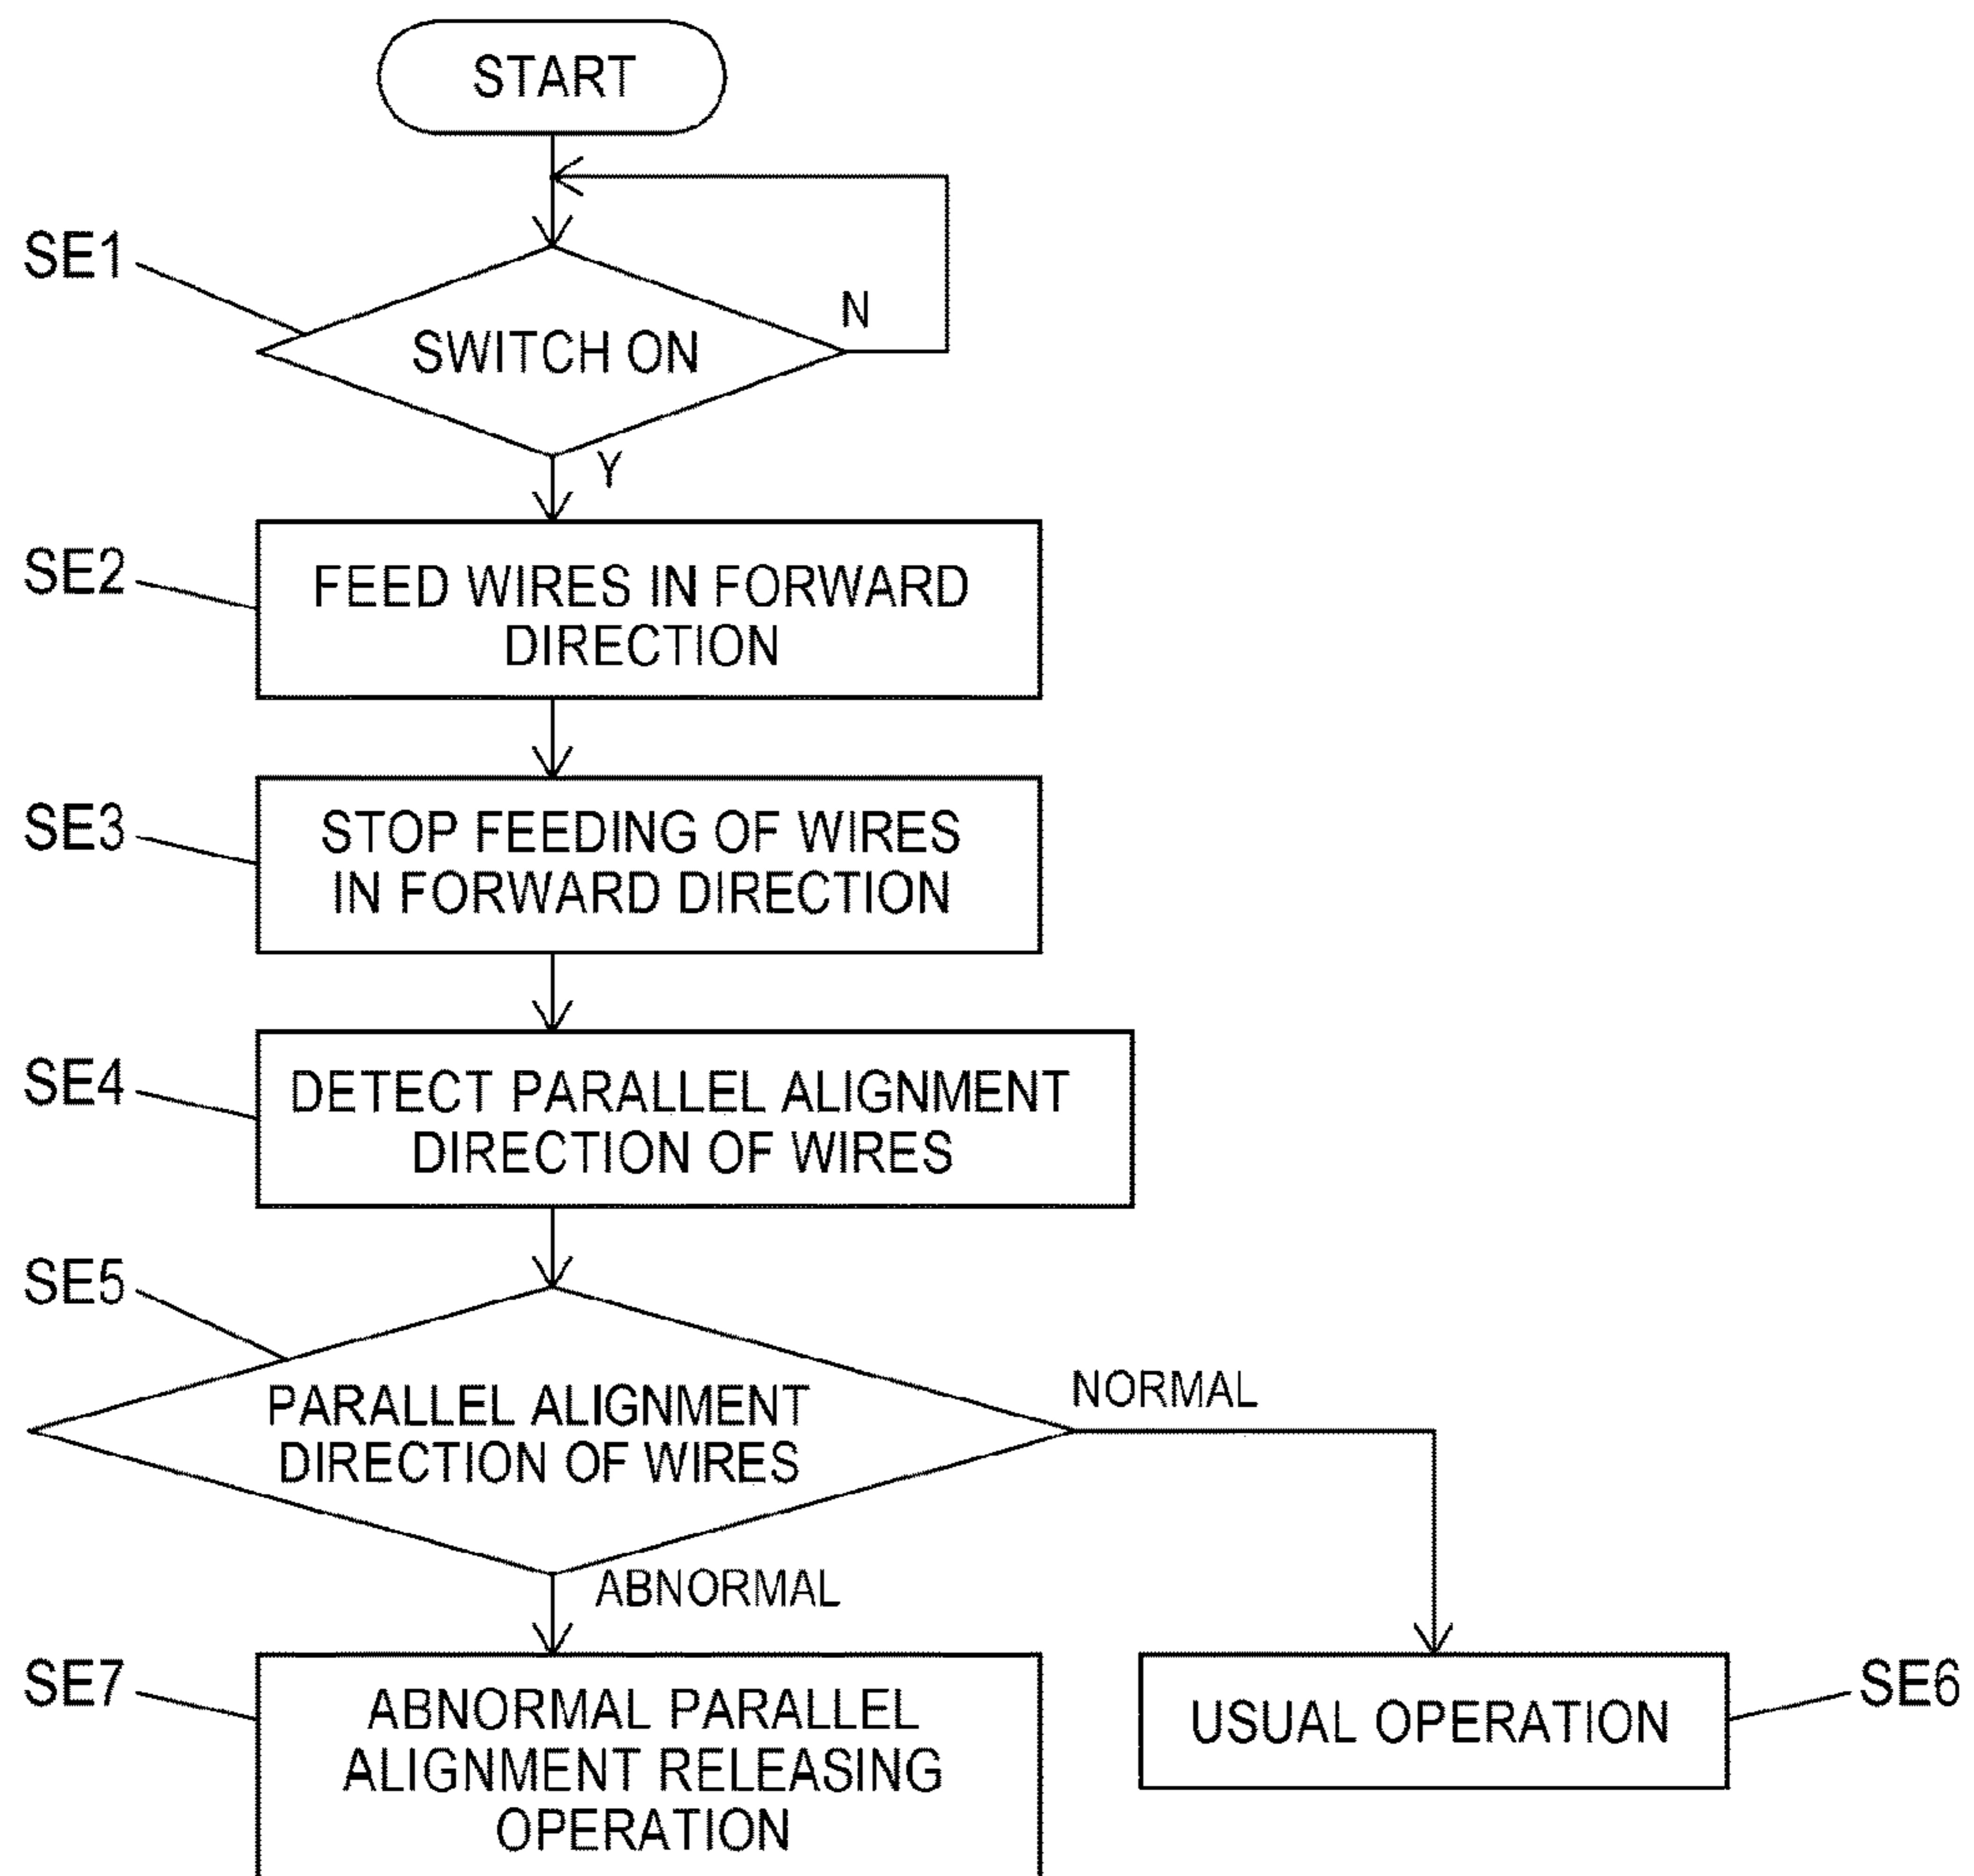 START
SE1
SWITCH ON
N
Y
SE2
FEED WIRES IN FORWARD
DIRECTION
SE3
STOP FEEDING OF WIRES
IN FORWARD DIRECTION
SE4
DETECT PARALLEL ALIGNMENT
DIRECTION OF WIRES
SE5
PARALLEL ALIGNMENT
DIRECTION OF WIRES
NORMAL
ABNORMAL
SE7
ABNORMAL PARALLEL
ALIGNMENT RELEASING
OPERATION
USUAL OPERATION
SE6